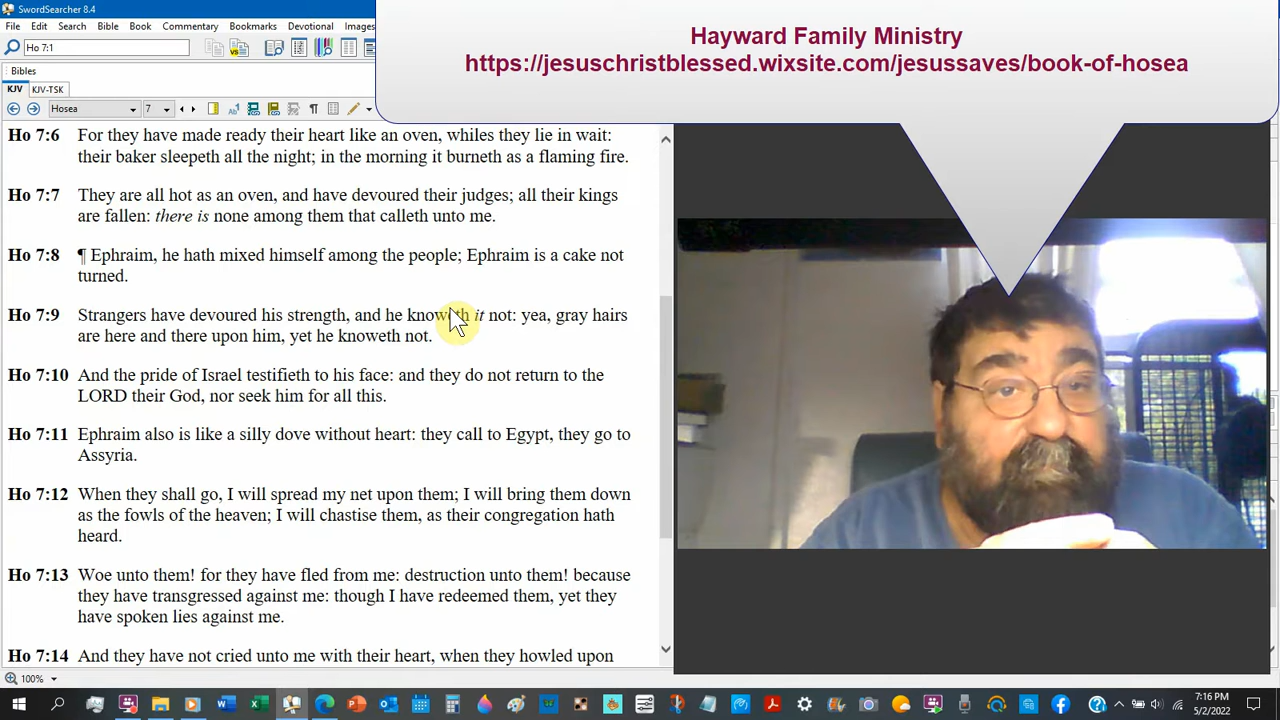 SwordSearcher 8.4
File Edit Search Bible Book Commentary Bookmarks Devotional Images
Ho 7:1
Bibles
KJV KJV-TSK
Hosea 7
Ho 7:6 For they have made ready their heart like an oven, whiles they lie in wait:
their baker sleepeth all the night; in the morning it burneth as a flaming fire.
Ho 7:7 They are all hot as an oven, and have devoured their judges; all their kings
are fallen: there is none among them that calleth unto me.
Ho 7:8 ¶ Ephraim, he hath mixed himself among the people; Ephraim is a cake not
turned.
Ho 7:9 Strangers have devoured his strength, and he knoweth it not: yea, gray hairs
are here and there upon him, yet he knoweth not.
Ho 7:10 And the pride of Israel testifieth to his face: and they do not return to the
LORD their God, nor seek him for all this.
Ho 7:11 Ephraim also is like a silly dove without heart: they call to Egypt, they go to
Assyria.
Ho 7:12 When they shall go, I will spread my net upon them; I will bring them down
as the fowls of the heaven; I will chastise them, as their congregation hath
heard.
Ho 7:13 Woe unto them! for they have fled from me: destruction unto them! because
they have transgressed against me: though I have redeemed them, yet they
have spoken lies against me.
Ho 7:14 And they have not cried unto me with their heart, when they howled upon
100%
Hayward Family Ministry
https://jesuschristblessed.wixsite.com/jesussaves/book-of-hosea
7:16 PM
5/2/2022